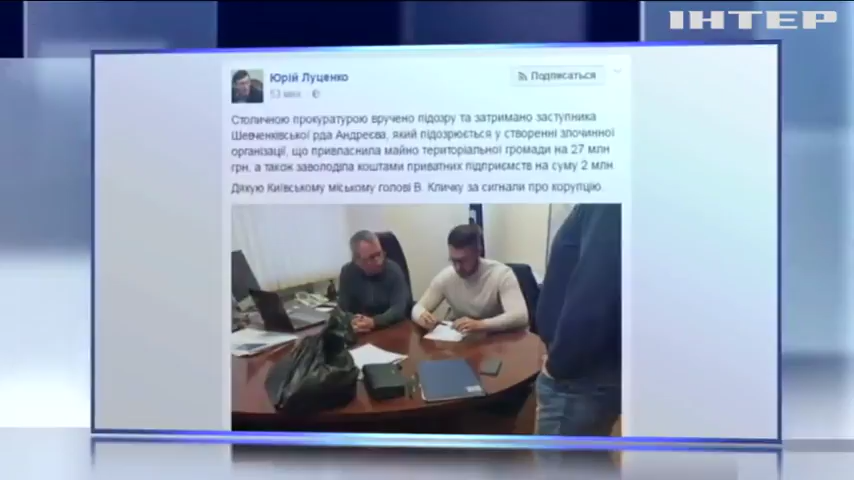 ІНТЕР
Юрій Луценко
53 мин
Подписаться
Столичною прокуратурою вручено підозру та затримано заступника
Шевченківської рда Андреєва, який підозрюється у створенні злочинної
організації, що привласнила майно територіальної громади на 27 млн
грн, а також заволоділа коштами приватних підприємств на суму 2 млн
Дякую Київському міському голові В. Кличку за сигнали про корупцію.